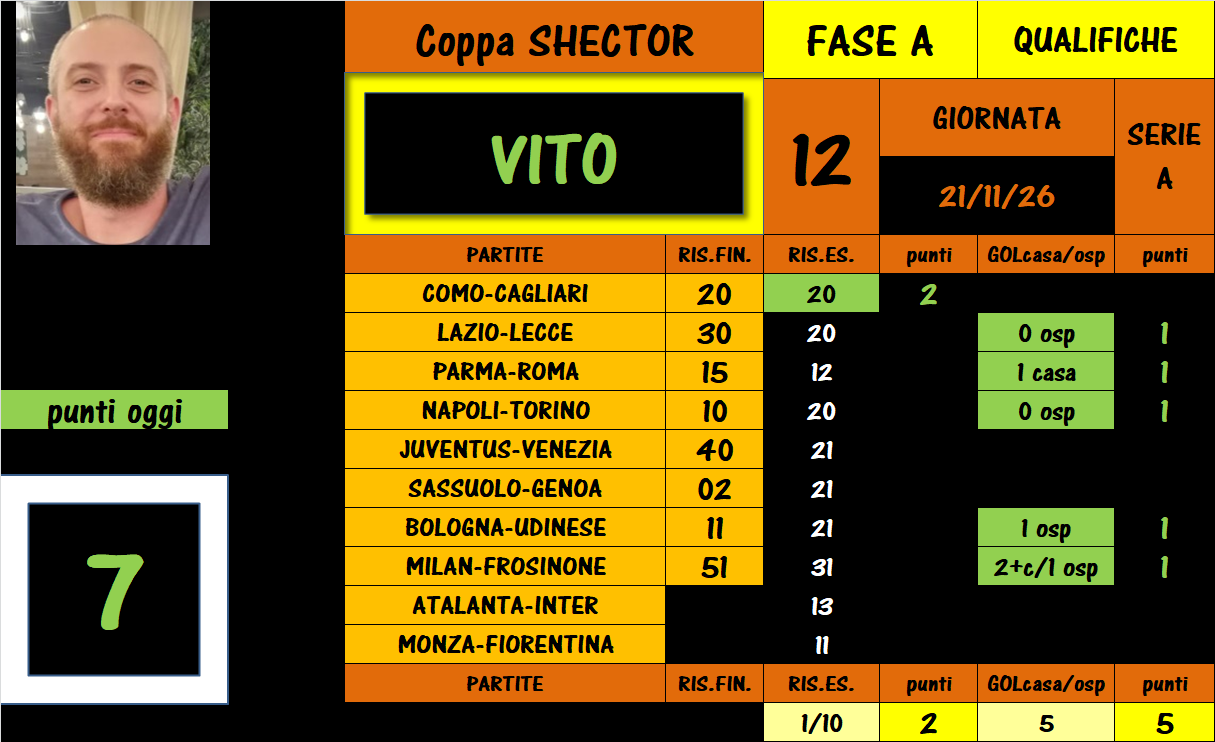 Coppa SHECTOR FASE A QUALIFICHE
VITO 12 GIORNATA SERIE A
21/11/26
PARTITE RIS.FIN. RIS.ES. punti GOLcasa/osp punti
COMO-CAGLIARI 20 20 2
LAZIO-LECCE 30 20 0 osp 1
PARMA-ROMA 15 12 1 casa 1
punti oggi
NAPOLI-TORINO 10 20 0 osp 1
JUVENTUS-VENEZIA 40 21
SASSUOLO-GENOA 02 21
BOLOGNA-UDINESE 11 21 1 osp 1
MILAN-FROSINONE 51 31 2+c/1 osp 1
7
ATALANTA-INTER 13
MONZA-FIORENTINA 11
PARTITE RIS.FIN. RIS.ES. punti GOLcasa/osp punti
1/10 2 5 5